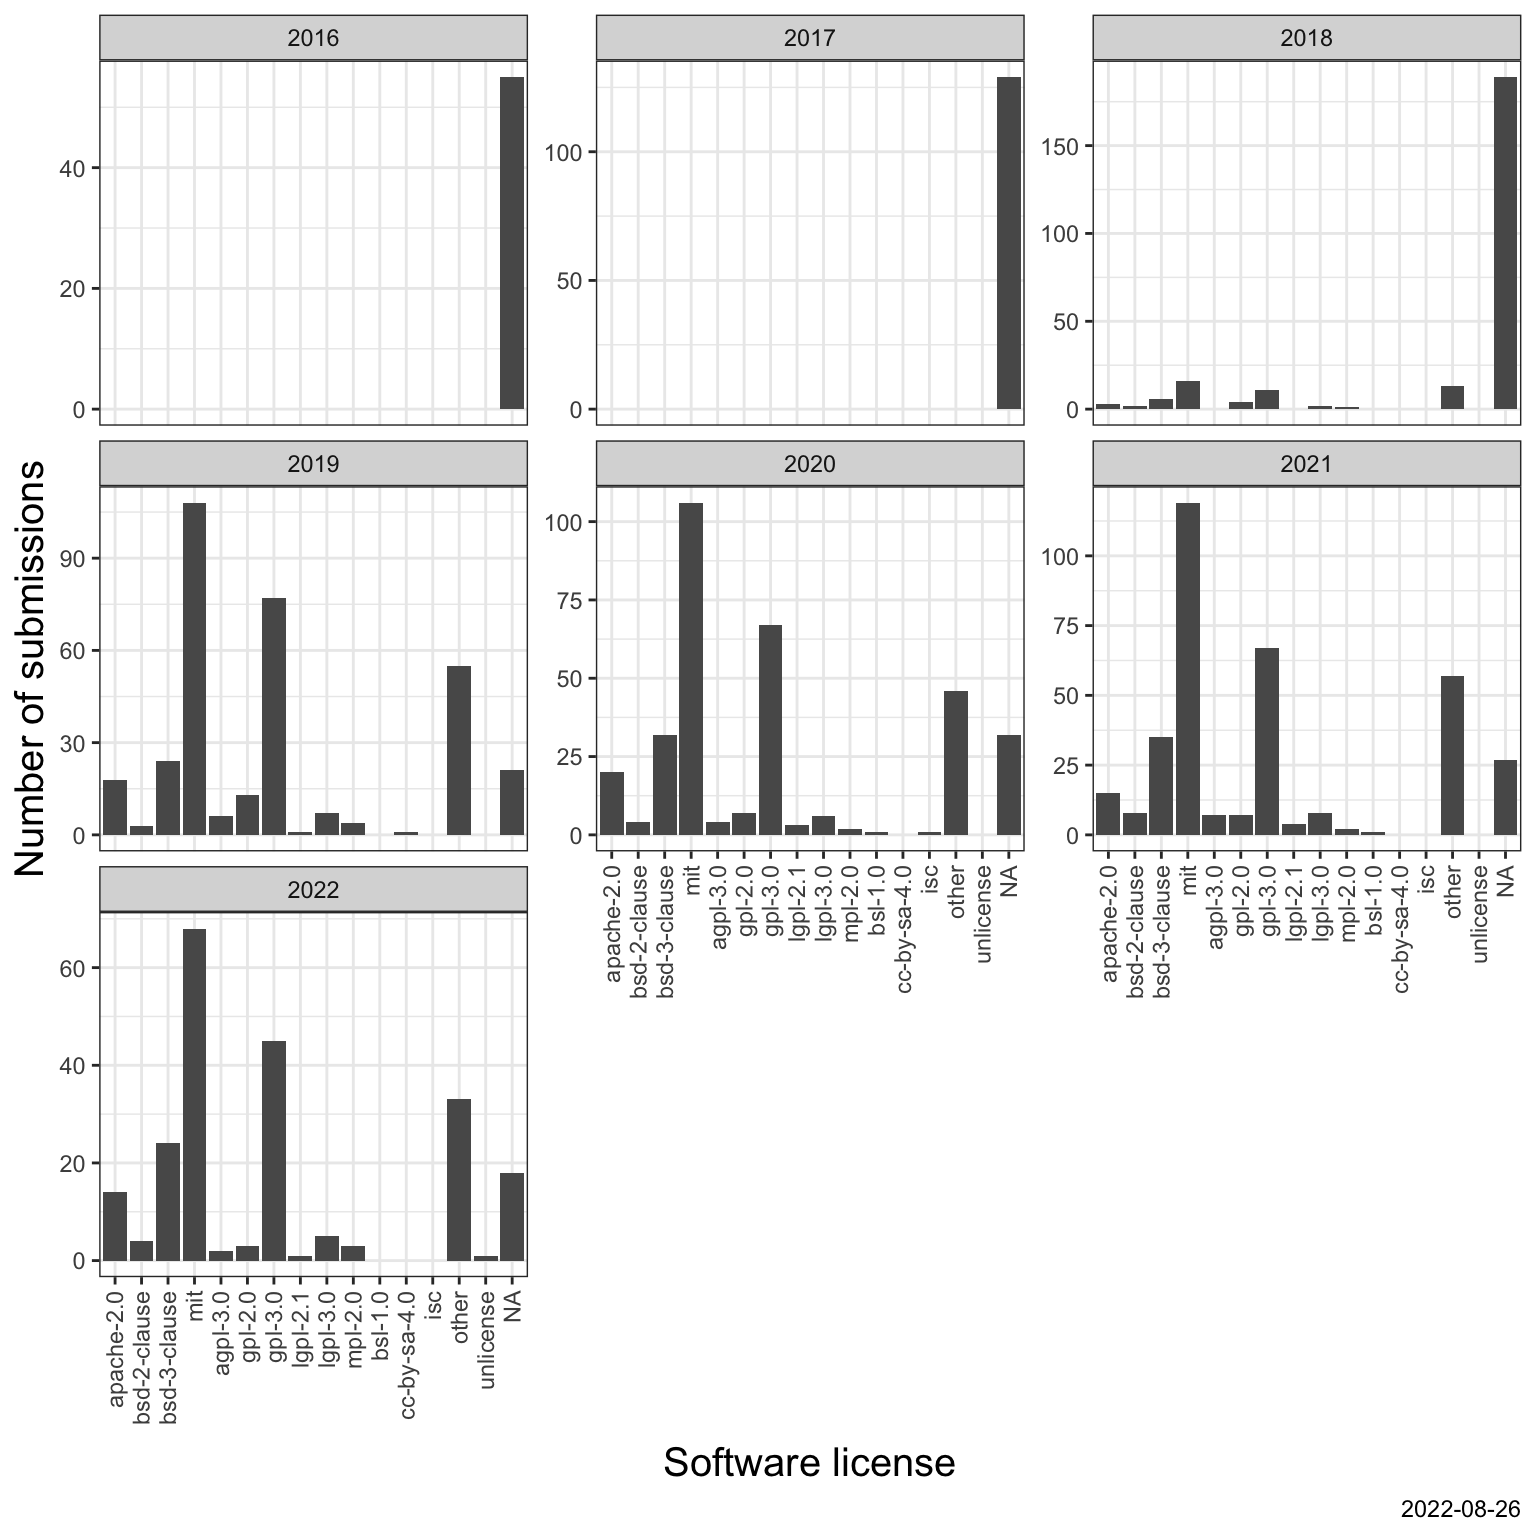 2016
2017
2018
40
20
0
100
50
0
150
100
50
0
Number of submissions
2019
2020
2021
90
60
30
0
100
75
50
25
0
100
75
50
25
0
apache-2.0
bsd-2-clause
bsd-3-clause
mit
agpl-3.0
gpl-2.0
gpl-3.0
lgpl-2.1
lgpl-3.0
mpl-2.0
bsl-1.0
cc-by-sa-4.0
isc
other
unlicense
NA
apache-2.0
bsd-2-clause
bsd-3-clause
mit
agpl-3.0
gpl-2.0
gpl-3.0
lgpl-2.1
lgpl-3.0
mpl-2.0
bsl-1.0
cc-by-sa-4.0
isc
other
unlicense
NA
2022
60
40
20
0
apache-2.0
bsd-2-clause
bsd-3-clause
mit
agpl-3.0
gpl-2.0
gpl-3.0
lgpl-2.1
lgpl-3.0
mpl-2.0
bsl-1.0
cc-by-sa-4.0
isc
other
unlicense
NA
Software license
2022-08-26